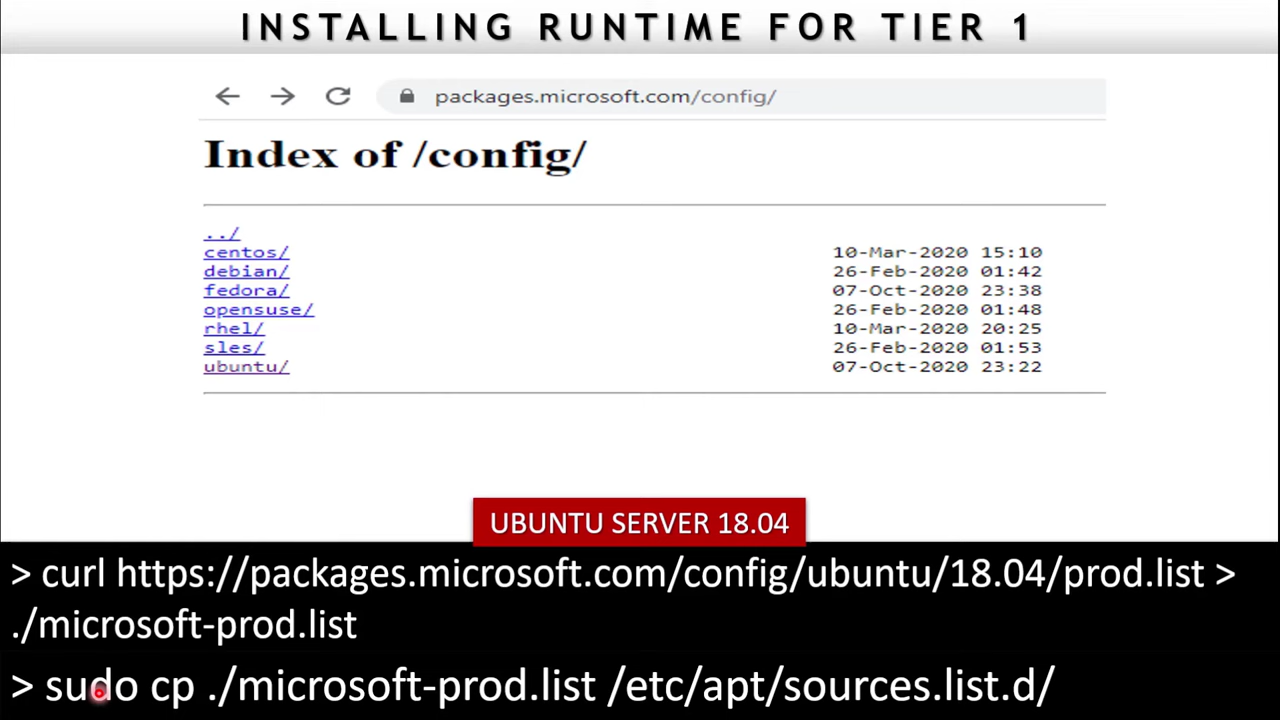 INSTALLING RUNTIME FOR TIER 1
packages.microsoft.com/config/
Index of /config/
../
centos/ 10-Mar-2020 15:10
debian/ 26-Feb-2020 01:42
fedora/ 07-Oct-2020 23:38
opensuse/ 26-Feb-2020 01:48
rhel/ 10-Mar-2020 20:25
sles/ 26-Feb-2020 01:53
ubuntu/ 07-Oct-2020 23:22
UBUNTU SERVER 18.04
> curl https://packages.microsoft.com/config/ubuntu/18.04/prod.list >
./microsoft-prod.list
> sudo cp ./microsoft-prod.list /etc/apt/sources.list.d/